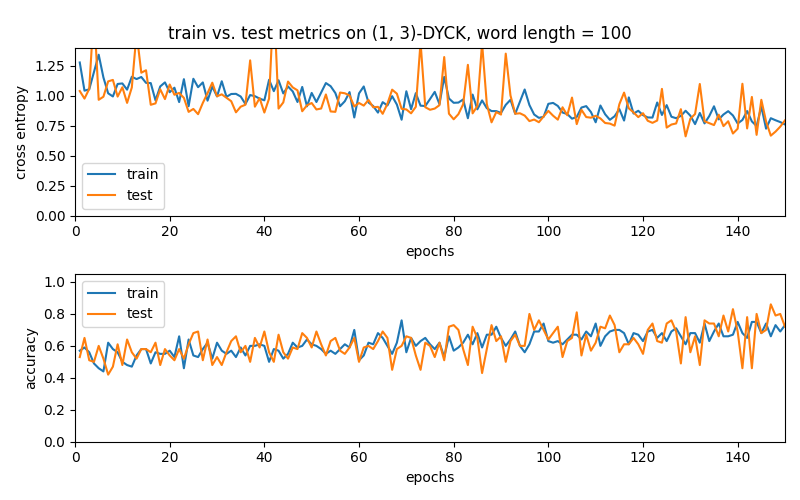 train vs. test metrics on (1, 3)-DYCK, word length = 100
1.25
1.00
0.75
0.50
0.25
0.00
cross entropy
train
test
0 20 40 60 80 100 120 140
epochs
1.0
0.8
0.6
0.4
0.2
0.0
accuracy
train
test
0 20 40 60 80 100 120 140
epochs